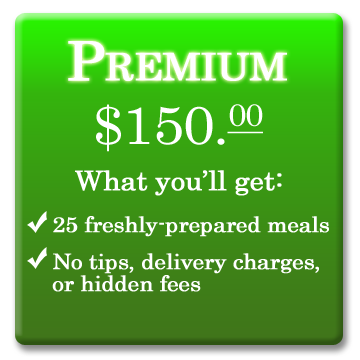 PREMIUM
$150.00
What you'll get:
25 freshly-prepared meals
No tips, delivery charges,
or hidden fees